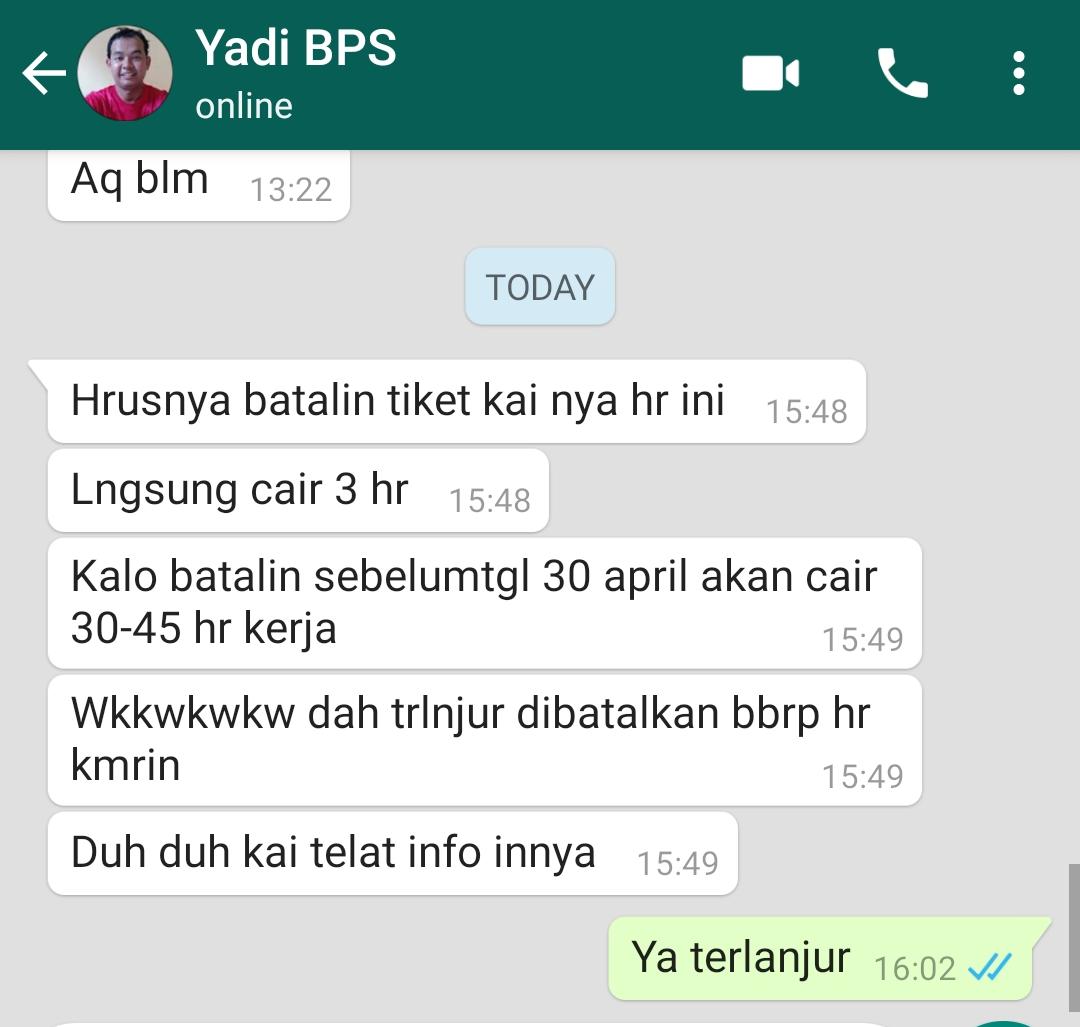 Yadi BPS
online
Aq blm 13:22
TODAY
Hrusnya batalin tiket kai nya hr ini 15:48
Lngsung cair 3 hr 15:48
Kalo batalin sebelumtgl 30 april akan cair
30-45 hr kerja 15:49
Wkkwkwkw dah trlnjur dibatalkan bbrp hr
kmrin 15:49
Duh duh kai telat info innya 15:49
Ya terlanjur 16:02